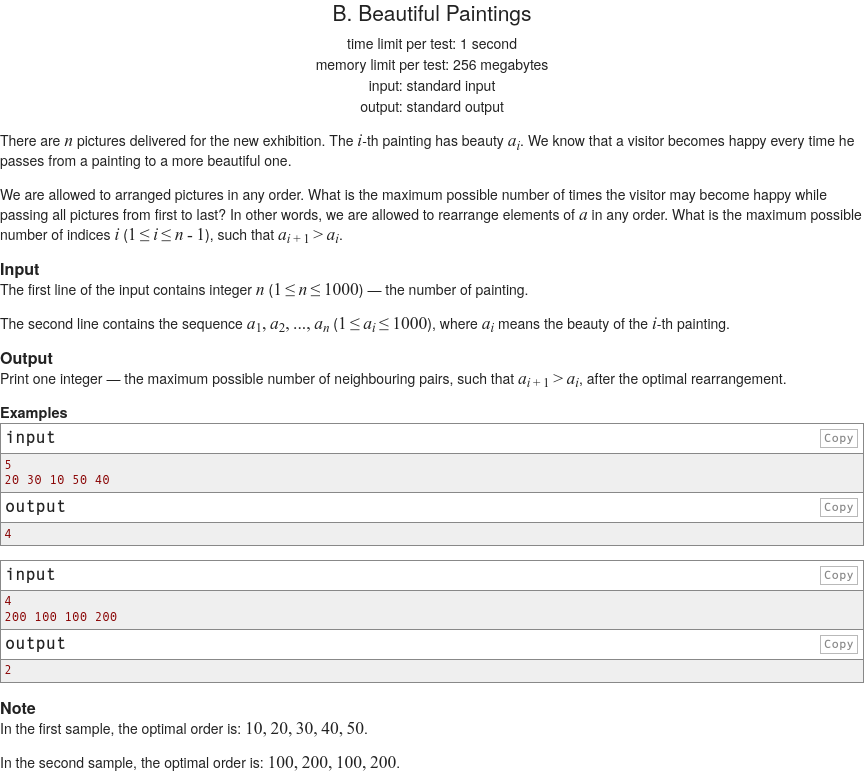 B. Beautiful Paintings
time limit per test: 1 second
memory limit per test: 256 megabytes
input: standard input
output: standard output
There are n pictures delivered for the new exhibition. The i-th painting has beauty a_i. We know that a visitor becomes happy every time he
passes from a painting to a more beautiful one.
We are allowed to arranged pictures in any order. What is the maximum possible number of times the visitor may become happy while
passing all pictures from first to last? In other words, we are allowed to rearrange elements of a in any order. What is the maximum possible
number of indices i (1 ≤ i ≤ n - 1), such that a_{i + 1} > a_i.
Input
The first line of the input contains integer n (1 ≤ n ≤ 1000) — the number of painting.
The second line contains the sequence a_1, a_2, ..., a_n (1 ≤ a_i ≤ 1000), where a_i means the beauty of the i-th painting.
Output
Print one integer — the maximum possible number of neighbouring pairs, such that a_{i + 1} > a_i, after the optimal rearrangement.
Examples
input Copy
5
20 30 10 50 40
output Copy
4
input Copy
4
200 100 100 200
output Copy
2
Note
In the first sample, the optimal order is: 10, 20, 30, 40, 50.
In the second sample, the optimal order is: 100, 200, 100, 200.